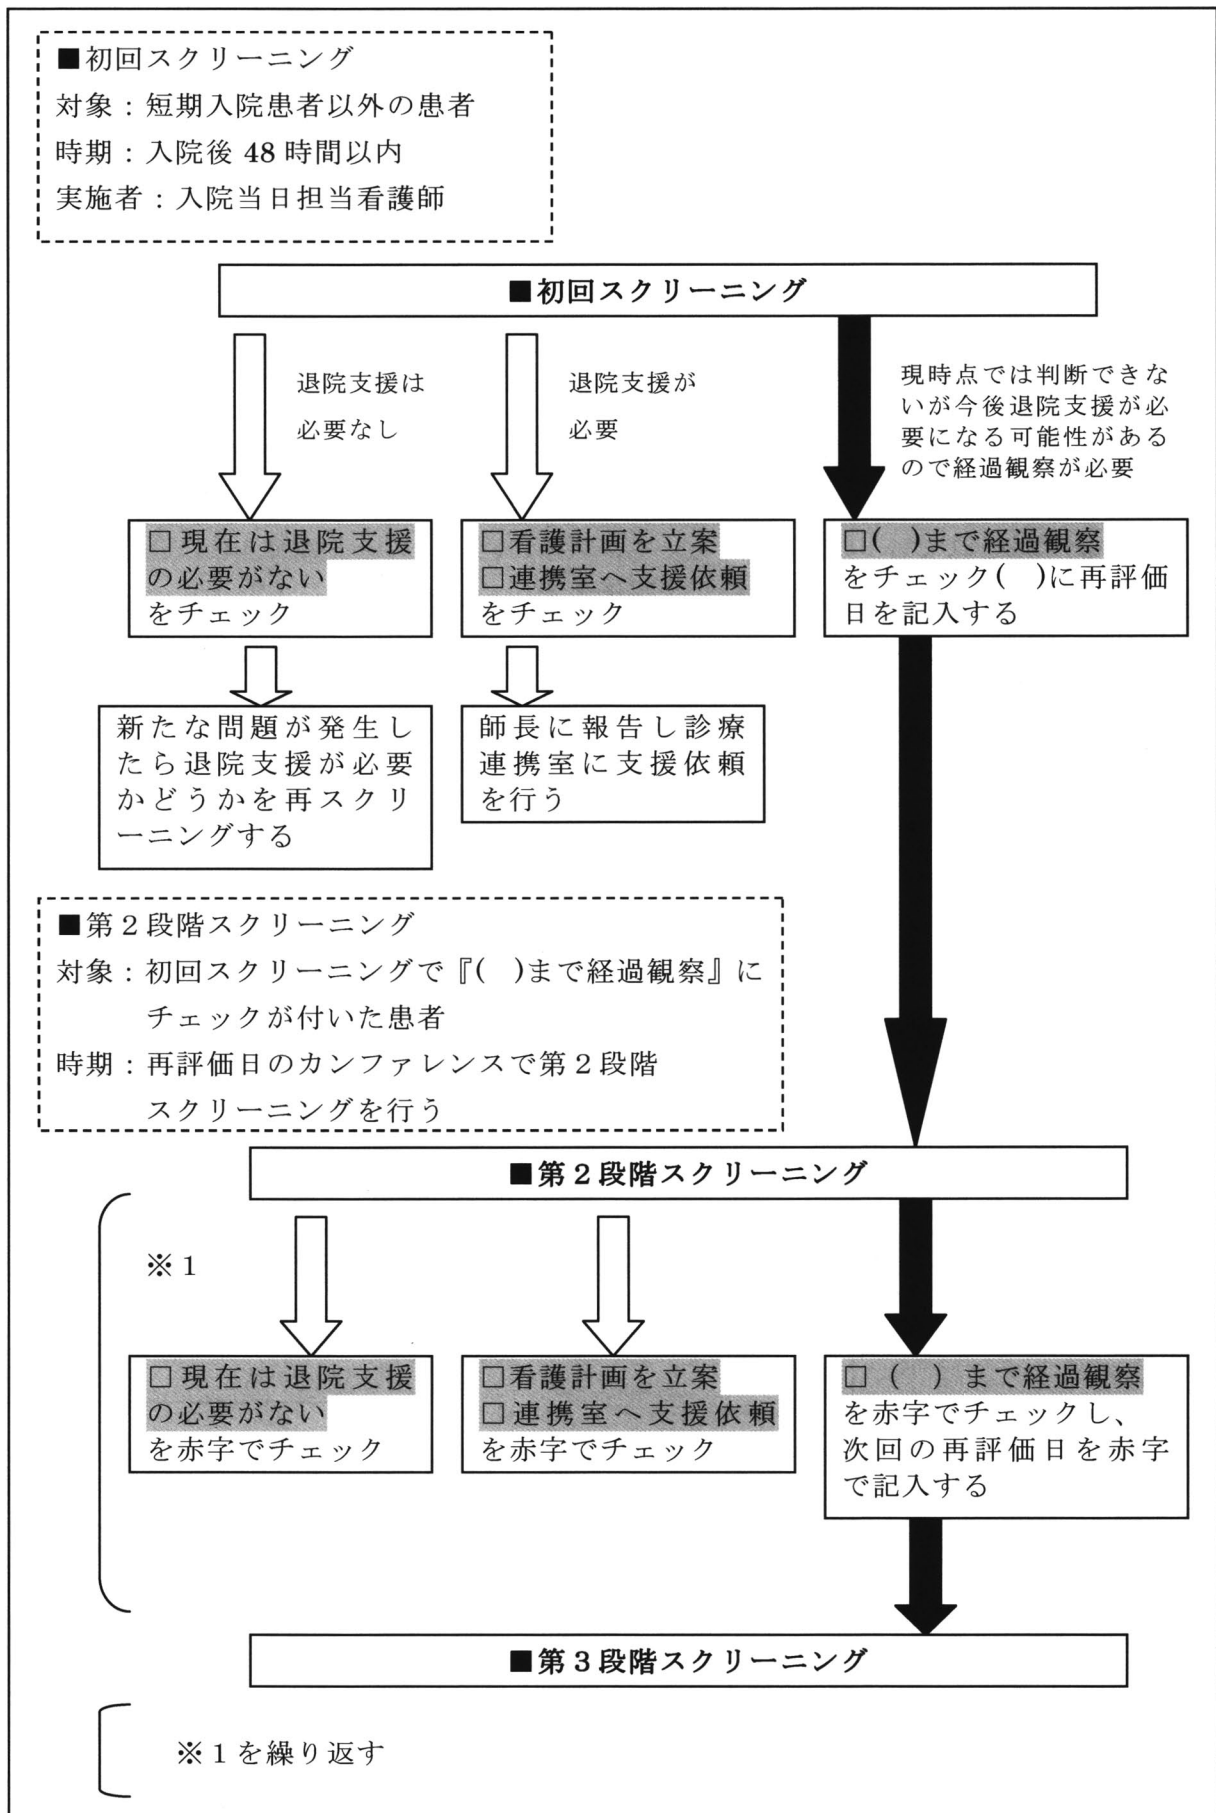 ■初回スクリーニング
対象：短期入院患者以外の患者
時期：入院後 48 時間以内
実施者：入院当日担当看護師
■初回スクリーニング
退院支援は
必要なし
退院支援が
必要
現時点では判断できな
いが今後退院支援が必
要になる可能性がある
ので経過観察が必要
□現在は退院支援
の必要がない
をチェック
□看護計画を立案
□連携室へ支援依頼
をチェック
□(　)まで経過観察
をチェック(　)に再評価
日を記入する
新たな問題が発生し
たら退院支援が必要
かどうかを再スクリ
ーニングする
師長に報告し診療
連携室に支援依頼
を行う
■第２段階スクリーニング
対象：初回スクリーニングで『(　)まで経過観察』に
チェックが付いた患者
時期：再評価日のカンファレンスで第２段階
スクリーニングを行う
■第２段階スクリーニング
※１
□現在は退院支援
の必要がない
を赤字でチェック
□看護計画を立案
□連携室へ支援依頼
を赤字でチェック
□（　）まで経過観察
を赤字でチェックし、
次回の再評価日を赤字
で記入する
■第３段階スクリーニング
※１を繰り返す